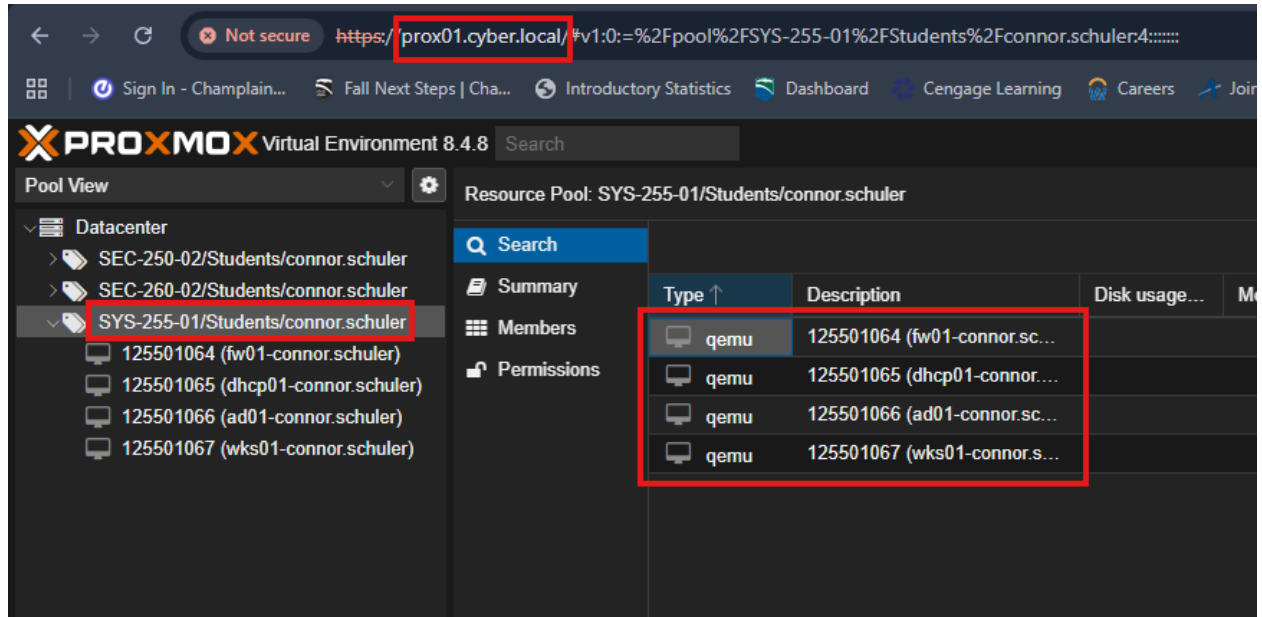 Not secure https://prox01.cyber.local/#v1:0:=%2Fpool%2FSYS-255-01%2FStudents%2Fconnor.schuler:4:::::::
Sign In - Champlain... Fall Next Steps | Cha... Introductory Statistics Dashboard Cengage Learning Careers Join
PROXMOX Virtual Environment 8.4.8 Search
Pool View
Resource Pool: SYS-255-01/Students/connor.schuler
Datacenter
SEC-250-02/Students/connor.schuler
SEC-260-02/Students/connor.schuler
SYS-255-01/Students/connor.schuler
125501064 (fw01-connor.schuler)
125501065 (dhcp01-connor.schuler)
125501066 (ad01-connor.schuler)
125501067 (wks01-connor.schuler)
Search
Summary
Members
Permissions
Type Description Disk usage...
qemu 125501064 (fw01-connor.sc...
qemu 125501065 (dhcp01-connor....
qemu 125501066 (ad01-connor.sc...
qemu 125501067 (wks01-connor.s...